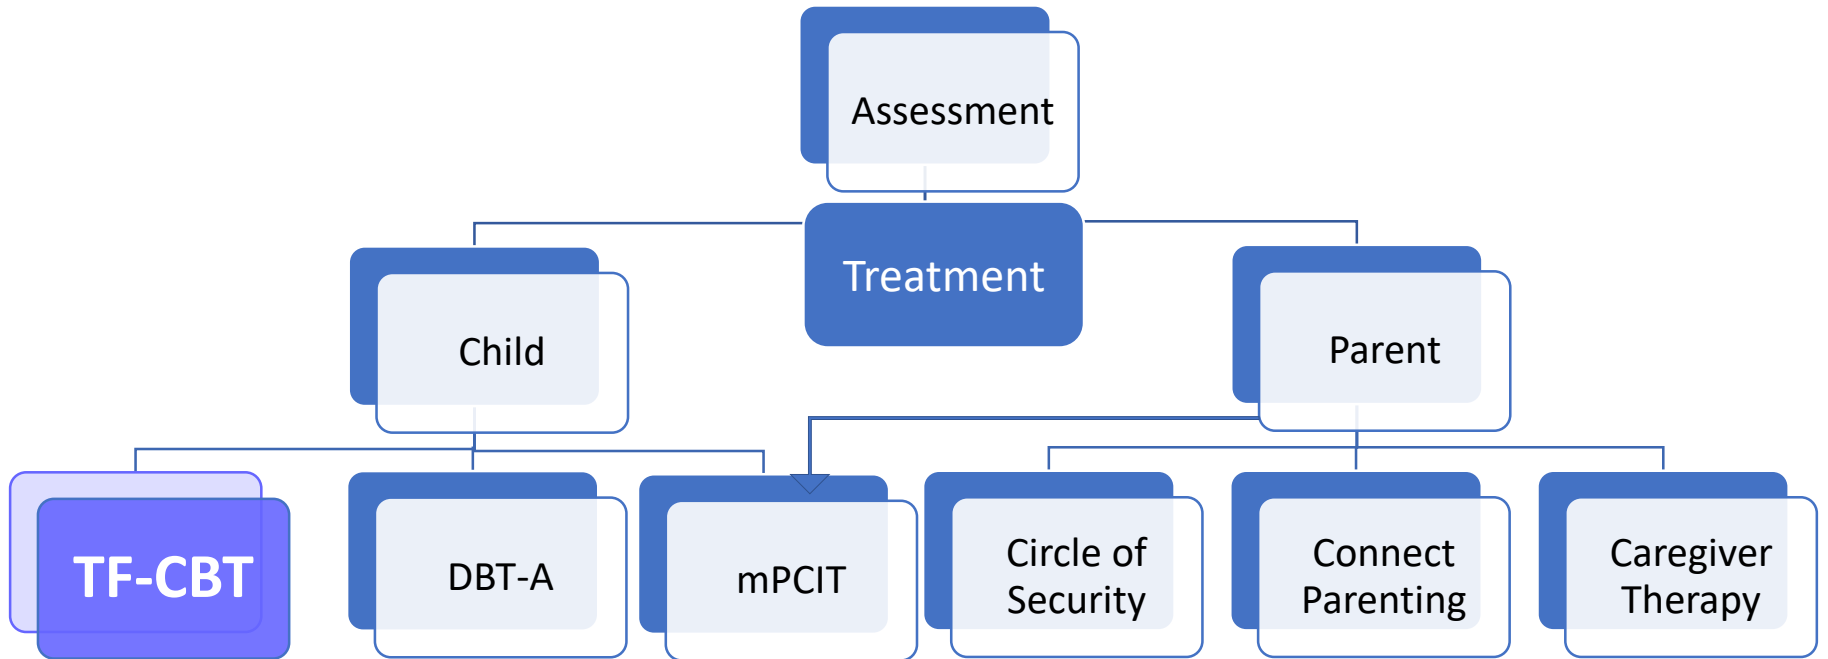 Assessment
Treatment
Child
Parent
TF-CBT
DBT-A
mPCIT
Circle of
Security
Connect
Parenting
Caregiver
Therapy